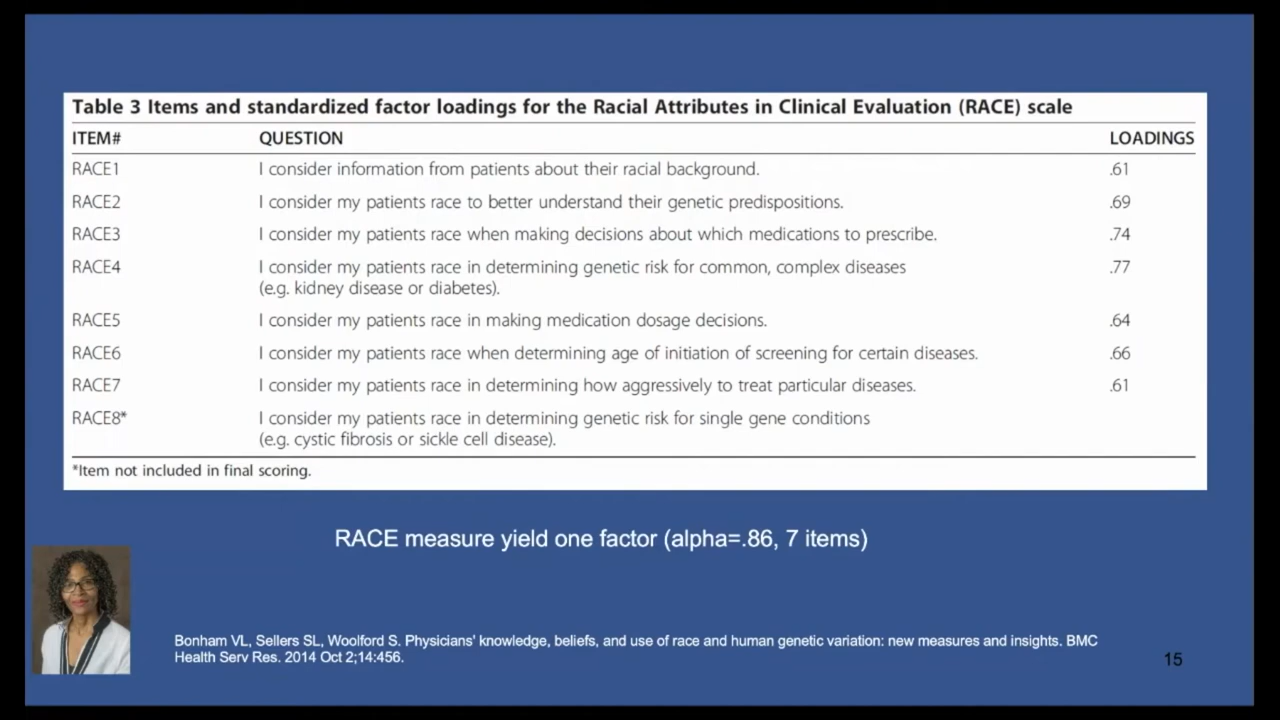 Table 3 Items and standardized factor loadings for the Racial Attributes in Clinical Evaluation (RACE) scale
ITEM# QUESTION LOADINGS
RACE1 I consider information from patients about their racial background. .61
RACE2 I consider my patients race to better understand their genetic predispositions. .69
RACE3 I consider my patients race when making decisions about which medications to prescribe. .74
RACE4 I consider my patients race in determining genetic risk for common, complex diseases .77
(e.g. kidney disease or diabetes).
RACE5 I consider my patients race in making medication dosage decisions. .64
RACE6 I consider my patients race when determining age of initiation of screening for certain diseases. .66
RACE7 I consider my patients race in determining how aggressively to treat particular diseases. .61
RACE8* I consider my patients race in determining genetic risk for single gene conditions
(e.g. cystic fibrosis or sickle cell disease).
*Item not included in final scoring.
RACE measure yield one factor (alpha=.86, 7 items)
Bonham VL, Sellers SL, Woolford S. Physicians' knowledge, beliefs, and use of race and human genetic variation: new measures and insights. BMC
Health Serv Res. 2014 Oct 2;14:456.
15